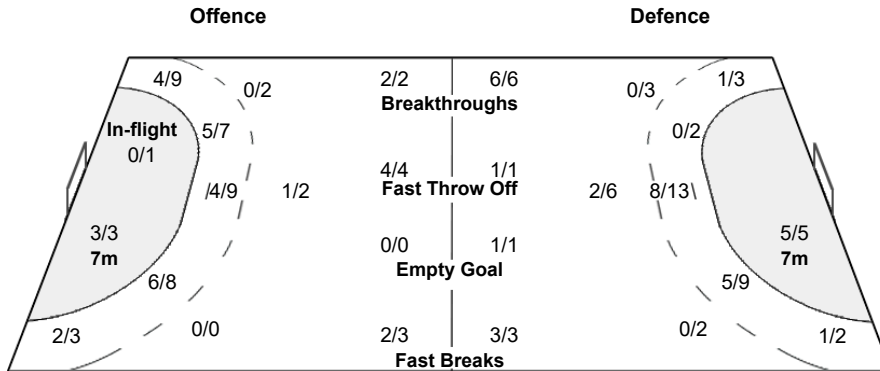 Offence Defence
4/9 0/2 2/2 6/6 0/3 1/3
Breakthroughs
In-flight 5/7 0/2
0/1
4/4 1/1
4/9 1/2 Fast Throw Off 2/6 8/13
3/3 5/5
7m 7m
0/0 1/1
Empty Goal
6/8 5/9
2/3 0/0 2/3 3/3 0/2 1/2
Fast Breaks